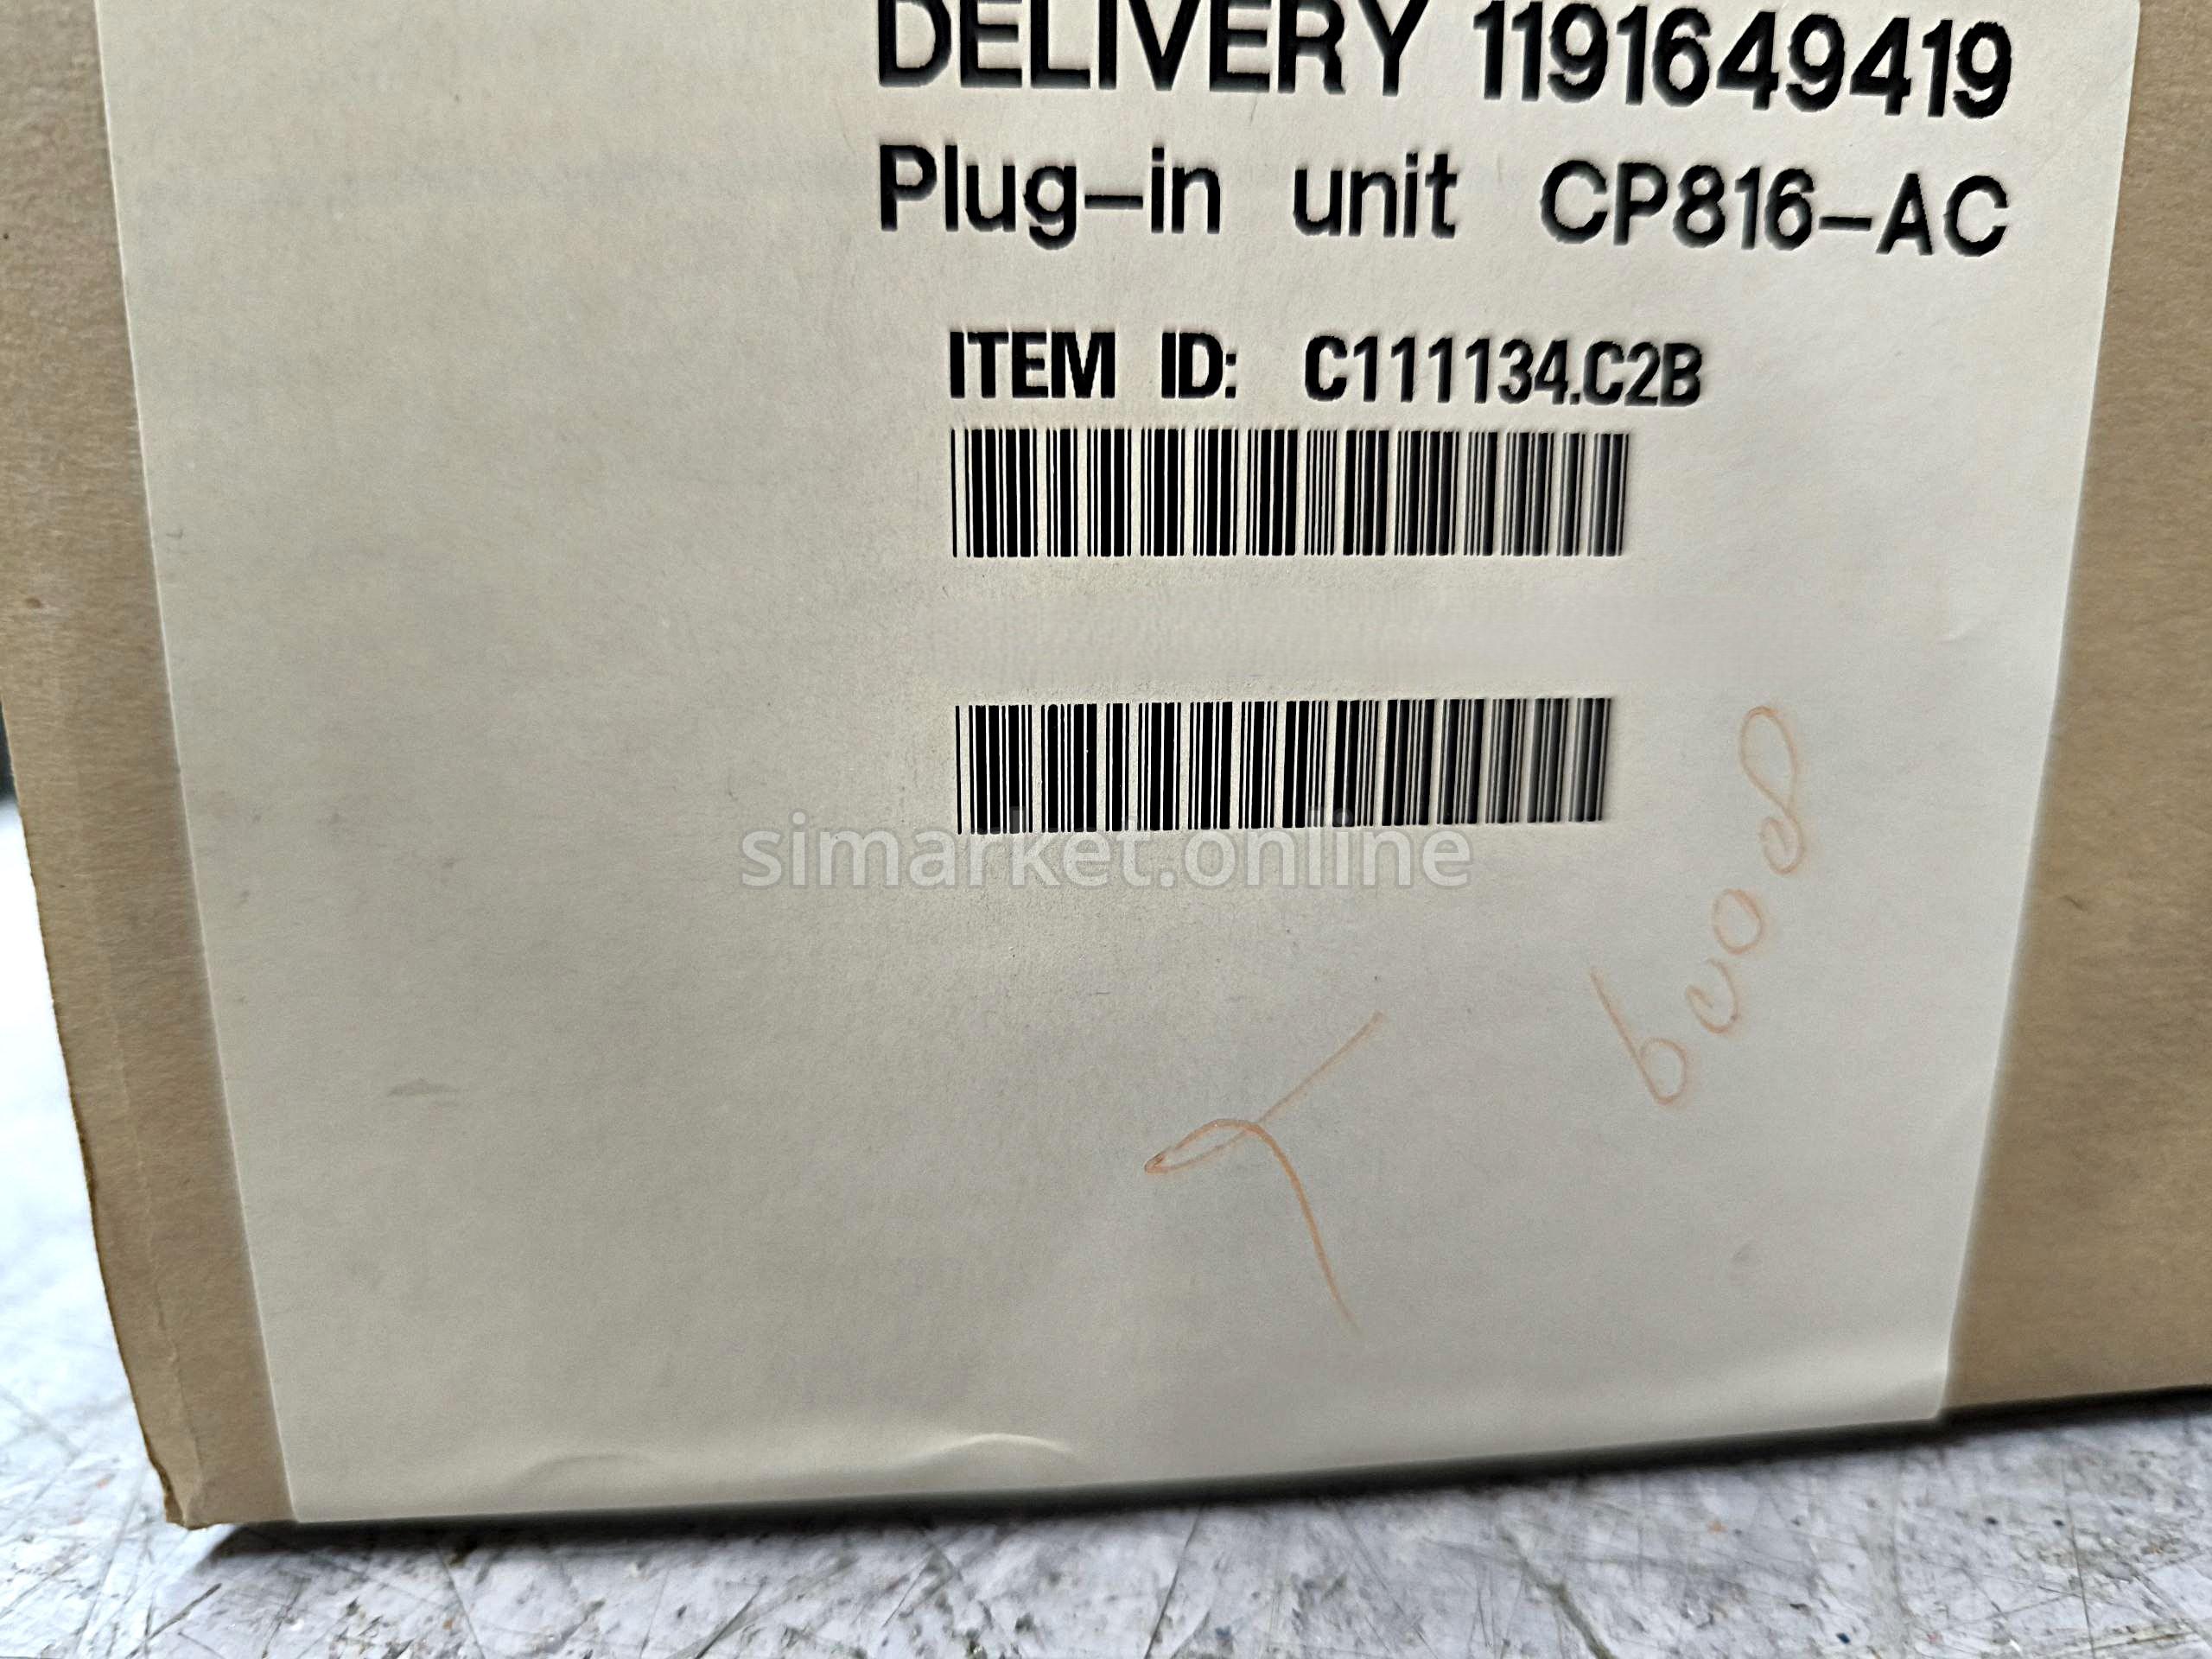 DELIVERY 1191649419
Plug-in unit CP816-AC
ITEM ID: C111134.C2B
simarket.online